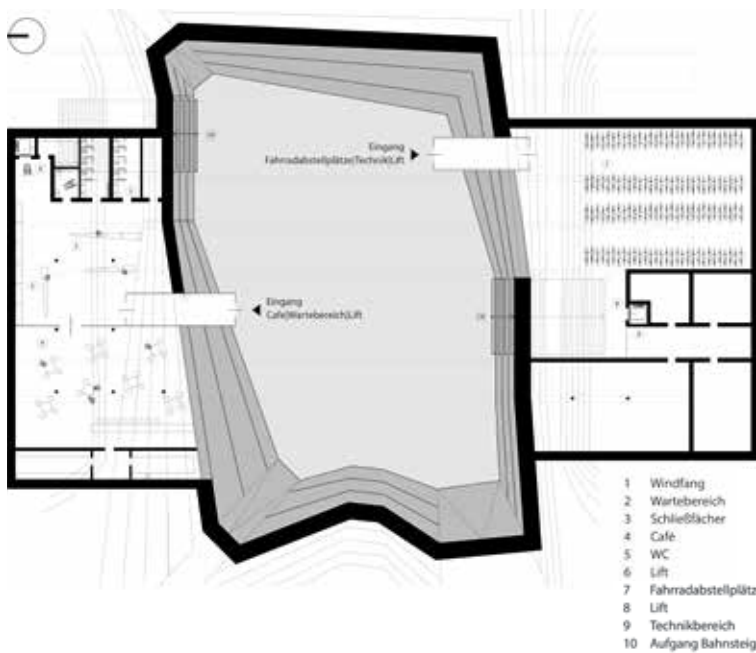 Eingang
Fahrradabstellplätze|Technik|Lift
Eingang
Cafe|Wartebereich|Lift
1 Windfang
2 Wartebereich
3 Schließfächer
4 Café
5 WC
6 Lift
7 Fahrradabstellplätz
8 Lift
9 Technikbereich
10 Aufgang Bahnsteig